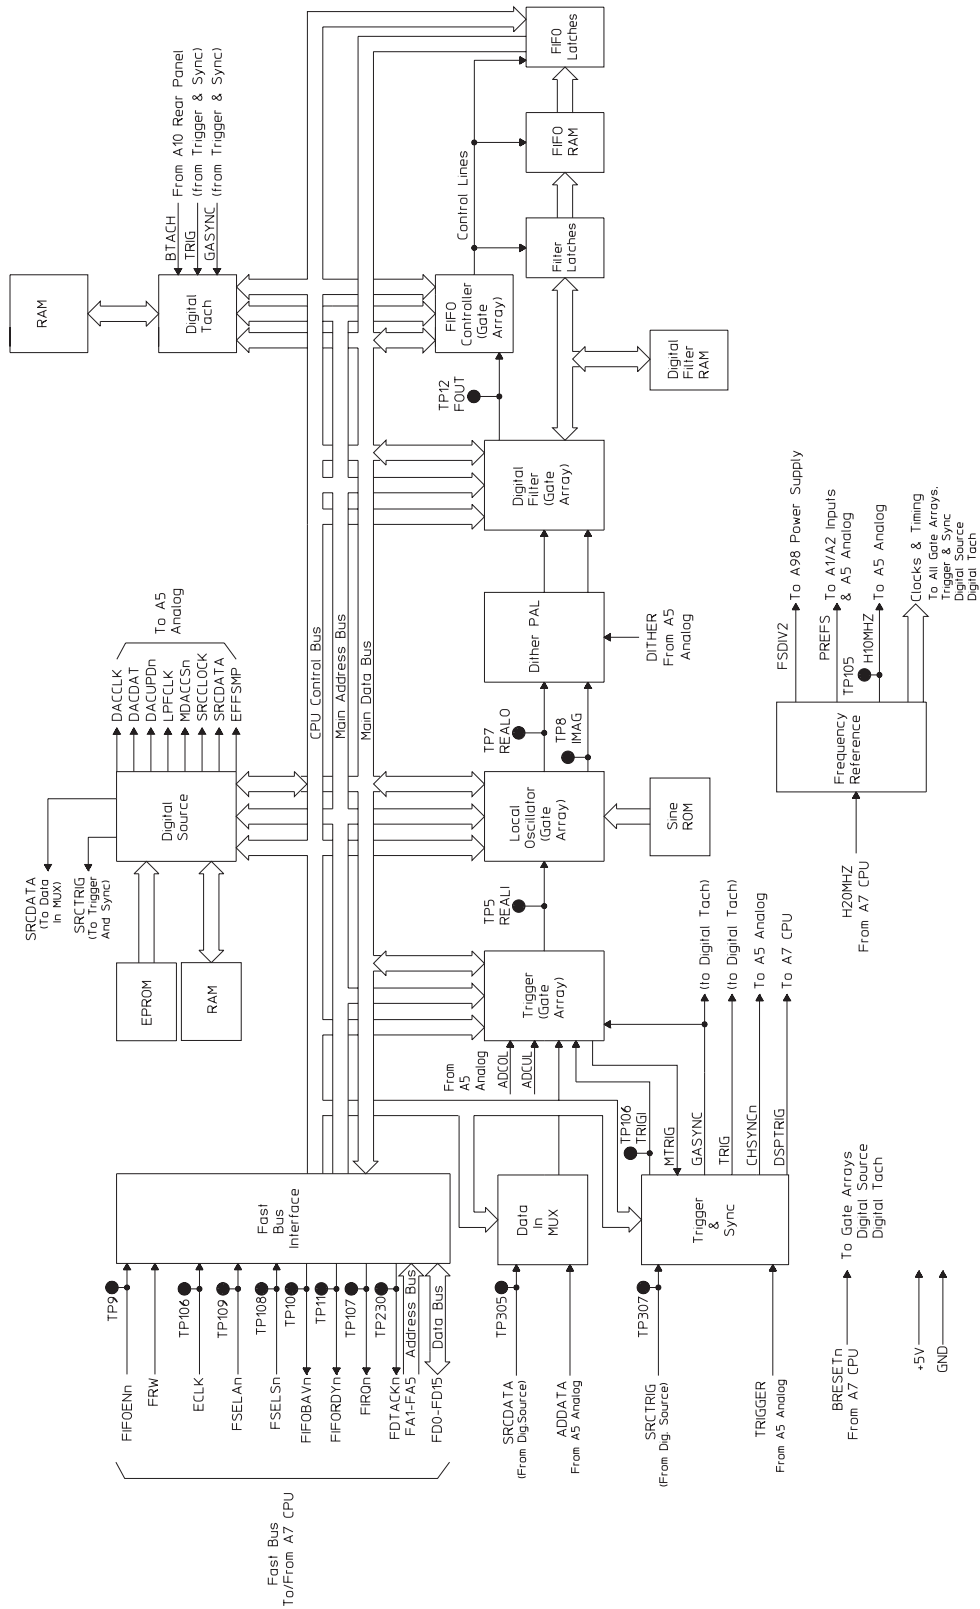 Fast Bus
To/From A7 CPU
FIFOENn
FRW
ECLK
FSELAn
FSELSn
FIFOBAVn
FIFORDYn
FIRQn
FDTACKn
FA1-FA5
FD0-FD15
TP9
TP106
TP109
TP108
TP10
TP11
TP107
TP230
Address Bus
Data Bus
Fast
Bus
Interface
SRCDATA
(From Dig.Source)
ADDATA
From A5 Analog
TP305
Data
In
MUX
SRCTRIG
(From Dig. Source)
TRIGGER
From A5 Analog
TP307
Trigger
&
Sync
TP106
TRIGI
MTRIG
GASYNC
TRIG
CHSYNCn
DSPTRIG
(to Digital Tach)
(to Digital Tach)
To A5 Analog
To A7 CPU
BRESETn
From A7 CPU
To Gate Arrays
Digital Source
Digital Tach
+5V
GND
EPROM
RAM
SRCDATA
(To Data
In MUX)
SRCTRIG
(To Trigger
And Sync)
Digital
Source
DACCLK
DACDAT
DACUPDn
LPFCLK
MDACCSn
SRCCLOCK
SRCDATA
EFFSMP
To A5
Analog
From
A5
Analog
ADCOL
ADCUL
Trigger
(Gate
Array)
TP5
REALI
Local
Oscillator
(Gate
Array)
Sine
ROM
TP7
REALO
TP8
IMAG
Dither PAL
DITHER
From A5
Analog
CPU Control Bus
Main Address Bus
Main Data Bus
Digital
Filter
(Gate
Array)
TP12
FOUT
Digital
Filter
RAM
FIFO
Controller
(Gate
Array)
Control Lines
Filter
Latches
FIFO
RAM
FIFO
Latches
RAM
Digital
Tach
BTACH
From A10 Rear Panel
TRIG
(from Trigger & Sync)
GASYNC
(from Trigger & Sync)
H20MHZ
From A7 CPU
Frequency
Reference
FSDIV2
To A98 Power Supply
PREFS
To A1/A2 Inputs
& A5 Analog
TP105
H10MHZ
To A5 Analog
Clocks & Timing
To All Gate Arrays.
Trigger & Sync
Digital Source
Digital Tach